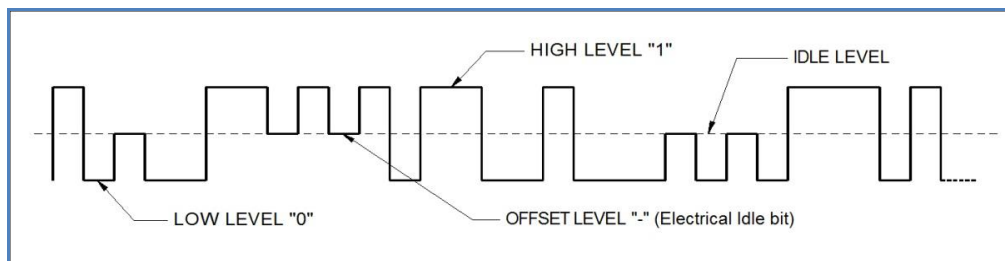 HIGH LEVEL "1"
IDLE LEVEL
LOW LEVEL "0"
OFFSET LEVEL "-" (Electrical Idle bit)